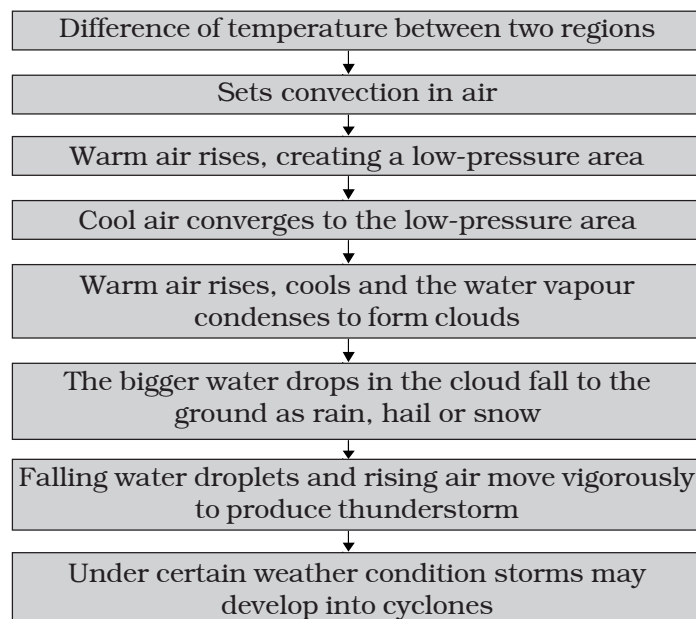 Difference of temperature between two regions
Sets convection in air
Warm air rises, creating a low-pressure area
Cool air converges to the low-pressure area
Warm air rises, cools and the water vapour
condenses to form clouds
The bigger water drops in the cloud fall to the
ground as rain, hail or snow
Falling water droplets and rising air move vigorously
to produce thunderstorm
Under certain weather condition storms may
develop into cyclones